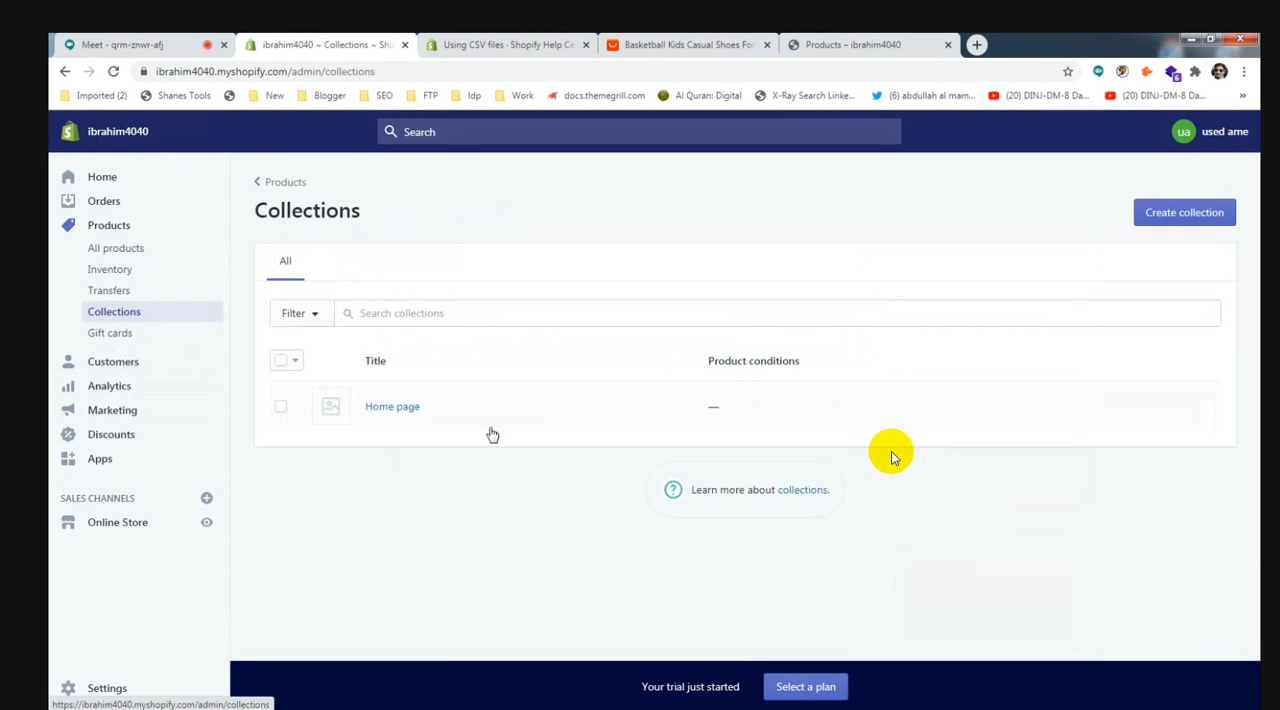 Meet - qrm-znwr-afj
ibrahim4040 ~ Collections ~ Sho
Using CSV files · Shopify Help Ce
Basketball Kids Casual Shoes For
Products ~ ibrahim4040
ibrahim4040.myshopify.com/admin/collections
6
Imported (2)
Shanes Tools
New
Blogger
SEO
FTP
Idp
Work
docs.themegrill.com
Al Quran: Digital
X-Ray Search Linke...
(6) abdullah al mam...
(20) DINJ-DM-8 Da...
(20) DINJ-DM-8 Da...
»
ibrahim4040
Search
ua
used ame
Home
Orders
Products
All products
Inventory
Transfers
Collections
Gift cards
Customers
Analytics
Marketing
Discounts
Apps
SALES CHANNELS
Online Store
Settings
Products
Collections
Create collection
All
Filter
Search collections
Title
Product conditions
Home page
—
Learn more about collections.
Your trial just started
Select a plan
https://ibrahim4040.myshopify.com/admin/collections